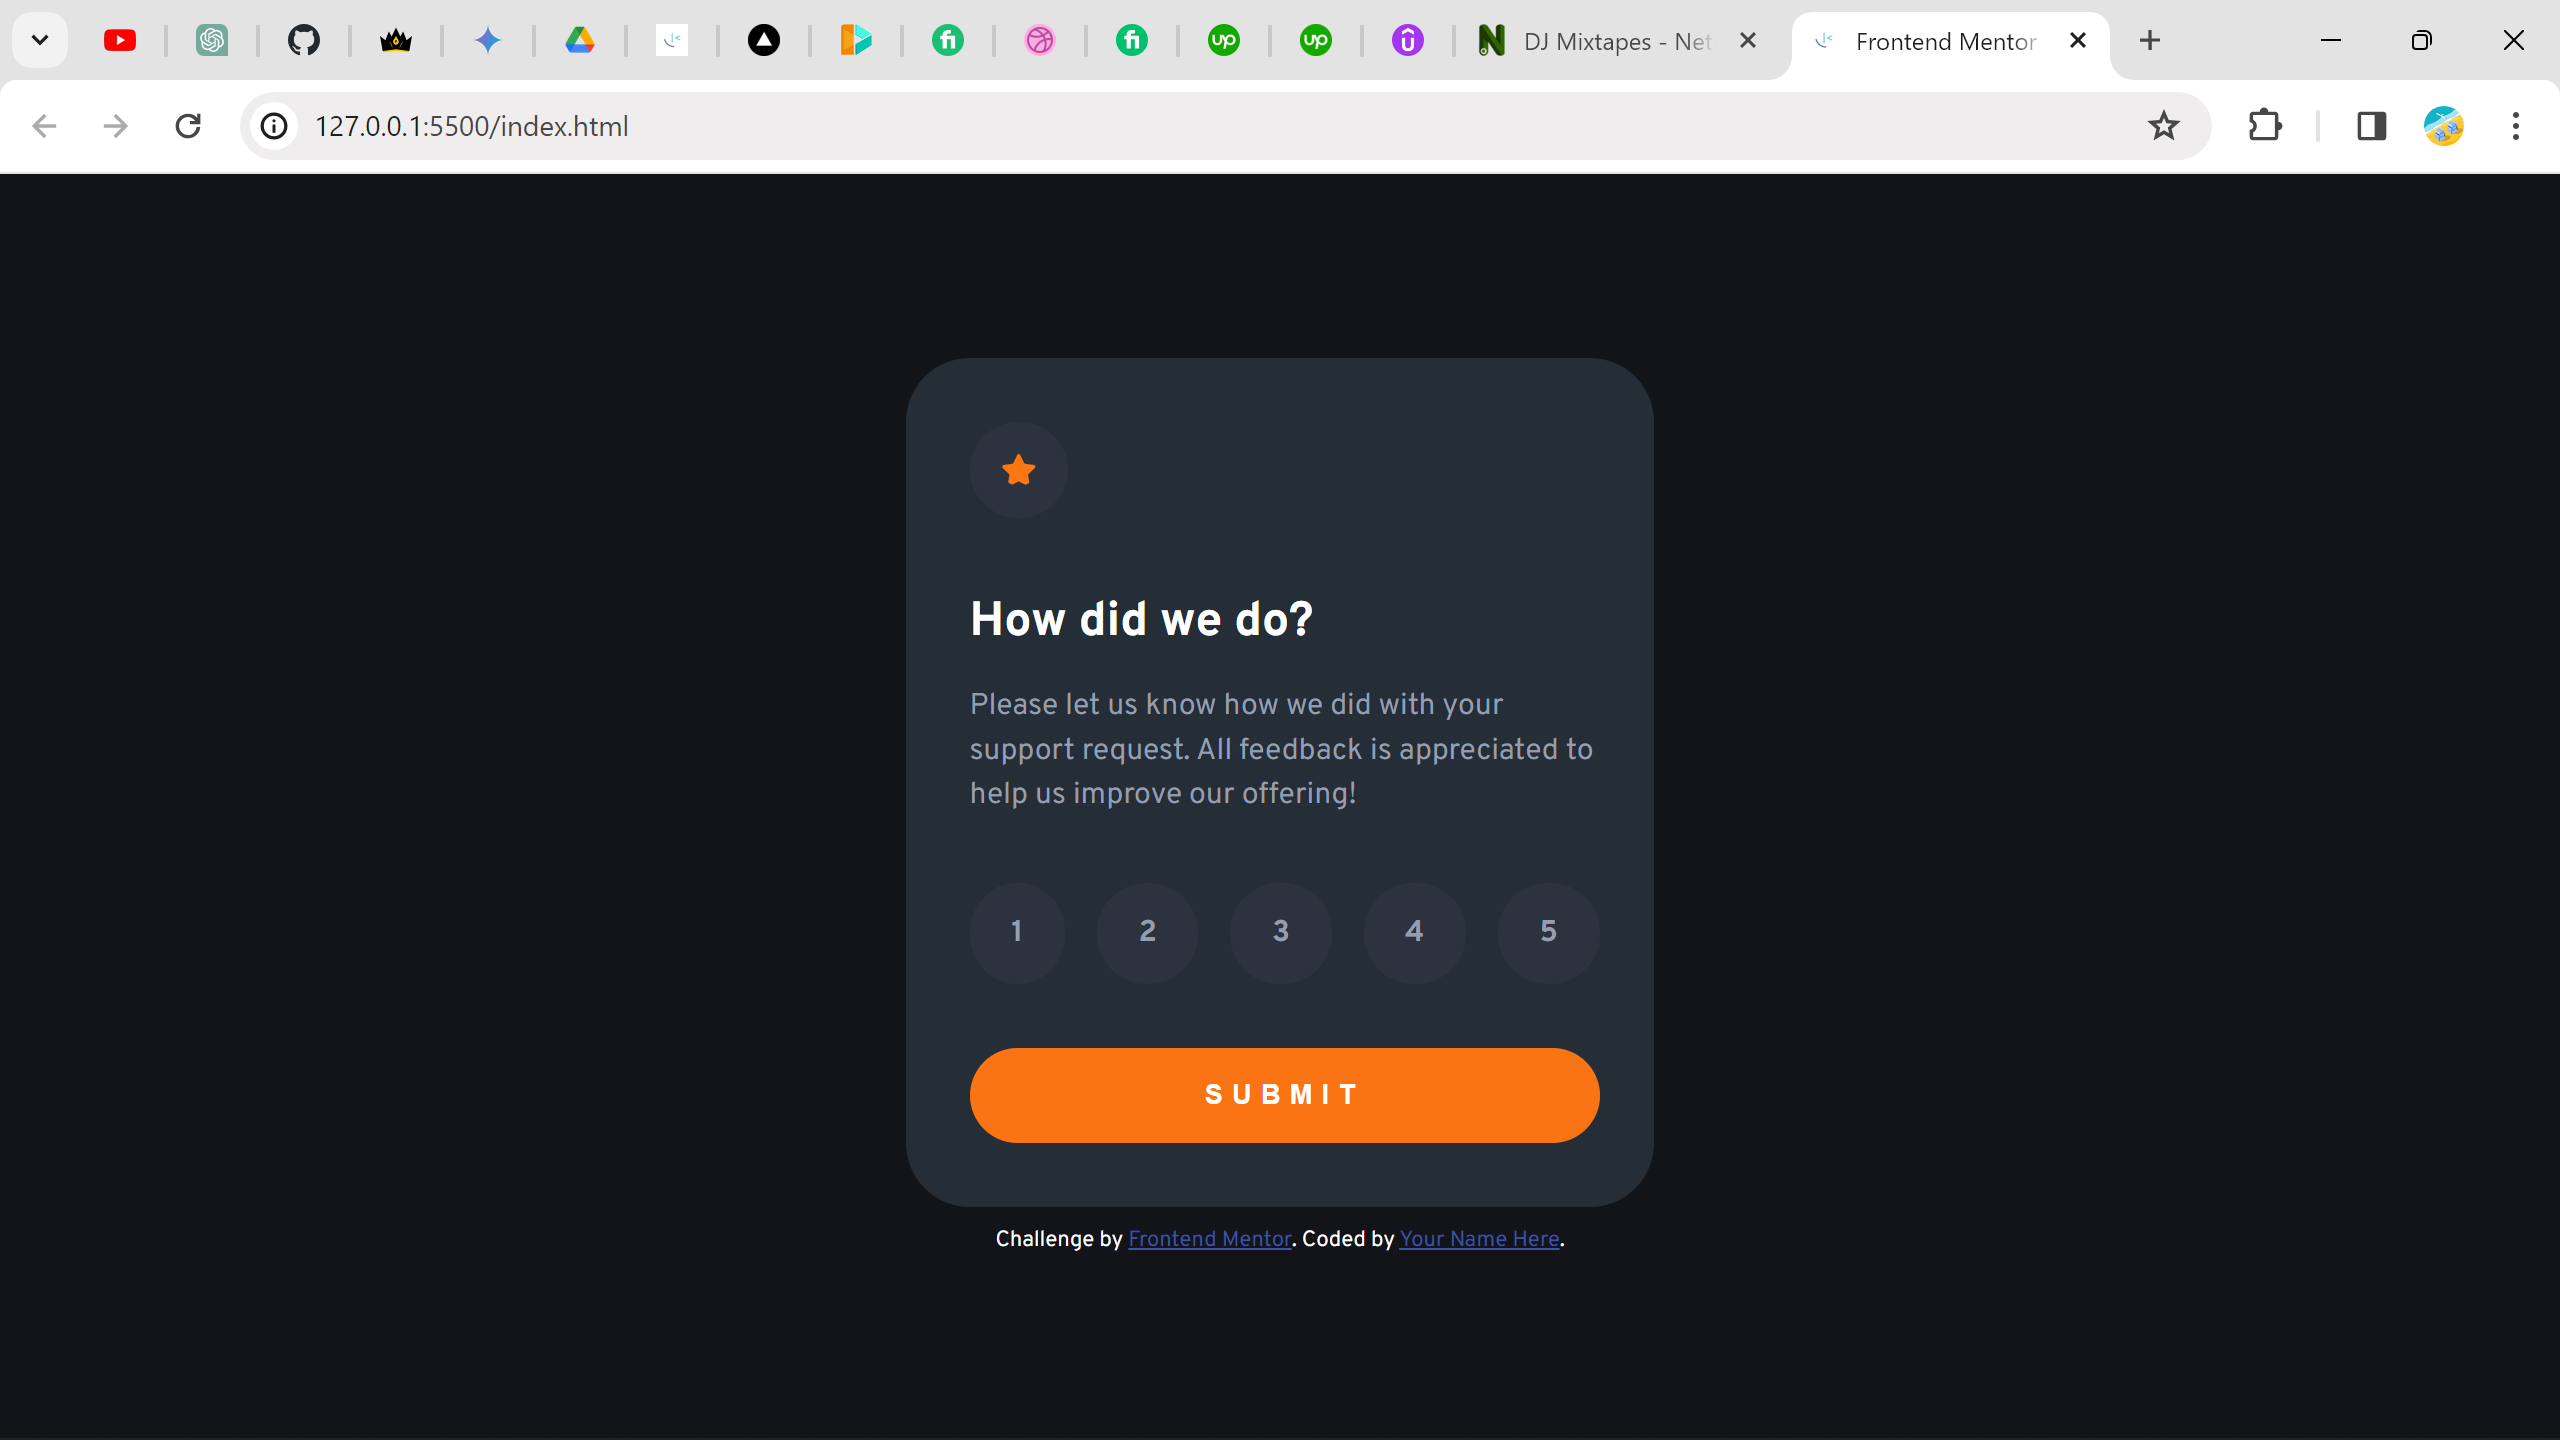 DJ Mixtapes - Net
Frontend Mentor
127.0.0.1:5500/index.html
How did we do?
Please let us know how we did with your
support request. All feedback is appreciated to
help us improve our offering!
1 2 3 4 5
SUBMIT
Challenge by Frontend Mentor. Coded by Your Name Here.